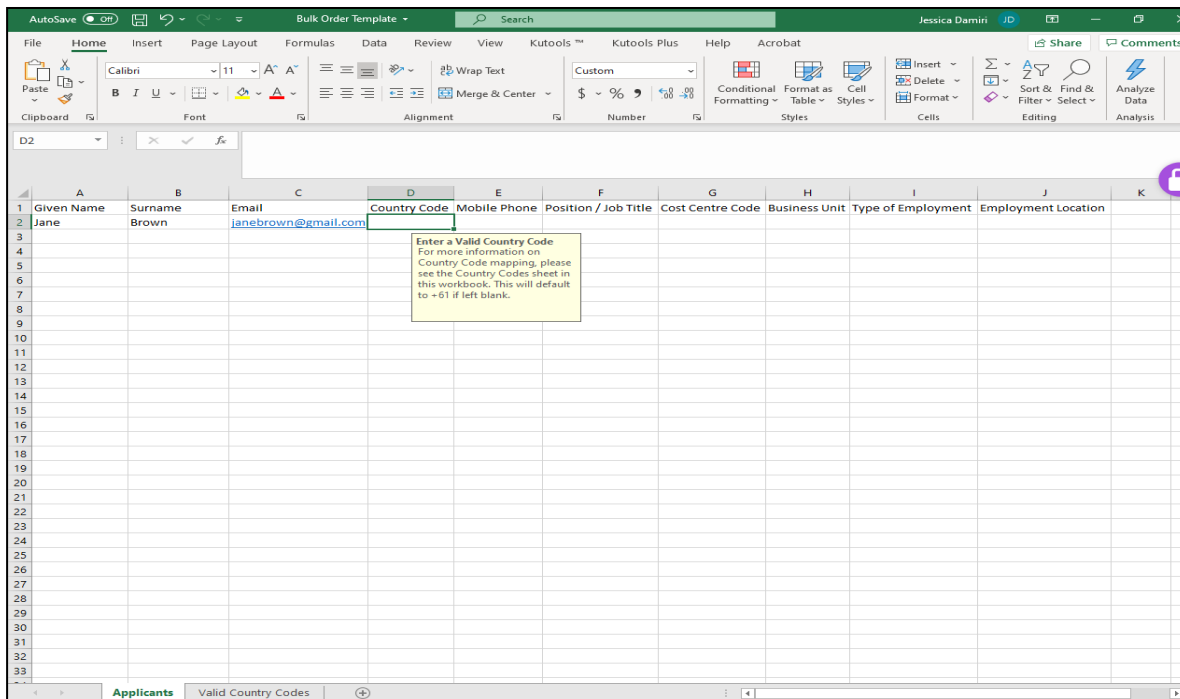 AutoSave Off Bulk Order Template Search Jessica Damiri JD
File Home Insert Page Layout Formulas Data Review View Kutools ™ Kutools Plus Help Acrobat Share Comments
Paste
Calibri 11 A A
B I U A
Wrap Text
Merge & Center
Custom
$ % 9
Conditional Formatting
Format as Table
Cell Styles
Insert
Delete
Format
Sort & Filter
Find & Select
Analyze Data
Clipboard Font Alignment Number Styles Cells Editing Analysis
D2 fx
A B C D E F G H I J K
1 Given Name Surname Email Country Code Mobile Phone Position / Job Title Cost Centre Code Business Unit Type of Employment Employment Location
2 Jane Brown janebrown@gmail.com
Enter a Valid Country Code
For more information on
Country Code mapping, please
see the Country Codes sheet in
this workbook. This will default
to +61 if left blank.
3
4
5
6
7
8
9
10
11
12
13
14
15
16
17
18
19
20
21
22
23
24
25
26
27
28
29
30
31
32
33
Applicants Valid Country Codes